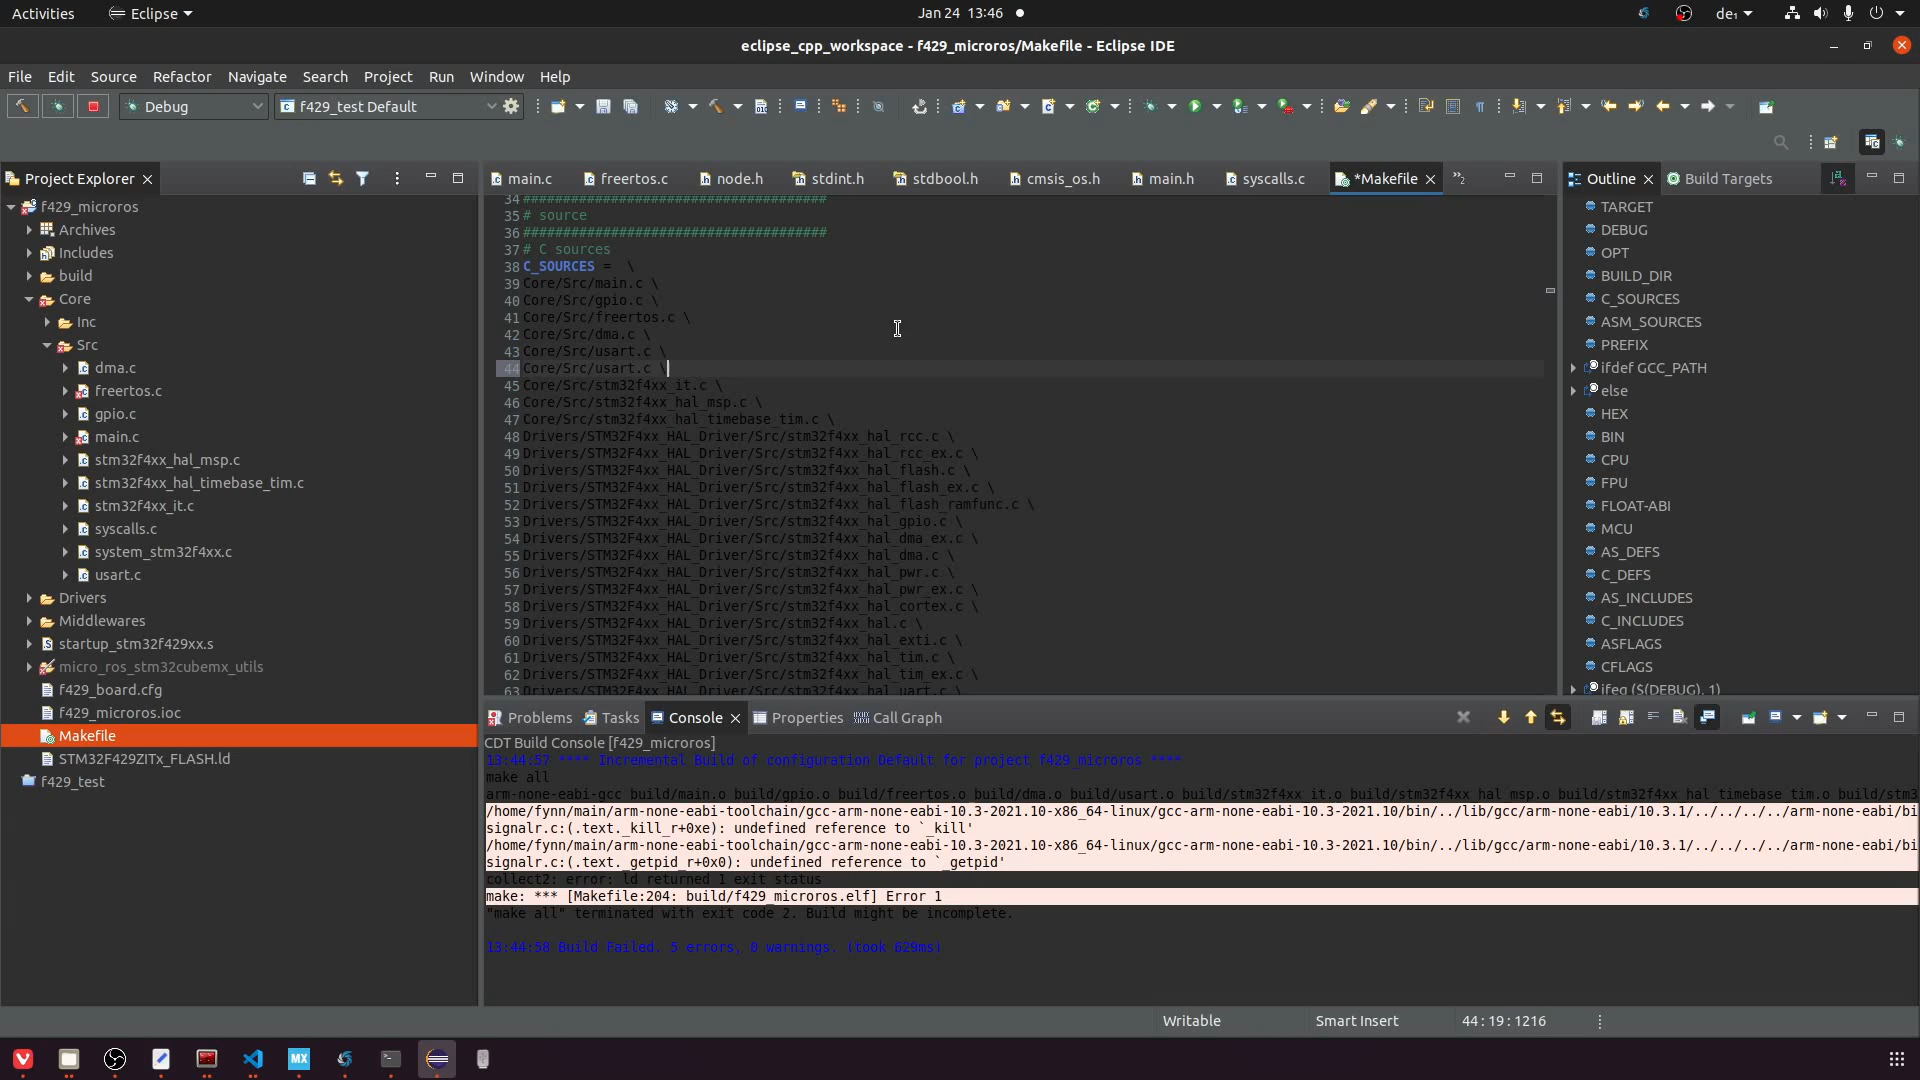 Activities
Eclipse
Jan 24 13:46
de₁
eclipse_cpp_workspace - f429_microros/Makefile - Eclipse IDE
File Edit Source Refactor Navigate Search Project Run Window Help
Debug
f429_test Default
Project Explorer
f429_microros
Archives
Includes
build
Core
Inc
Src
dma.c
freertos.c
gpio.c
main.c
stm32f4xx_hal_msp.c
stm32f4xx_hal_timebase_tim.c
stm32f4xx_it.c
syscalls.c
system_stm32f4xx.c
usart.c
Drivers
Middlewares
startup_stm32f429xx.s
micro_ros_stm32cubemx_utils
f429_board.cfg
f429_microros.ioc
Makefile
STM32F429ZITx_FLASH.ld
f429_test
main.c freertos.c node.h stdint.h stdbool.h cmsis_os.h main.h syscalls.c *Makefile »2
34 ######################################
35 # source
36 ######################################
37 # C sources
38 C_SOURCES =  \
39 Core/Src/main.c \
40 Core/Src/gpio.c \
41 Core/Src/freertos.c \
42 Core/Src/dma.c \
43 Core/Src/usart.c \
44 Core/Src/usart.c \
45 Core/Src/stm32f4xx_it.c \
46 Core/Src/stm32f4xx_hal_msp.c \
47 Core/Src/stm32f4xx_hal_timebase_tim.c \
48 Drivers/STM32F4xx_HAL_Driver/Src/stm32f4xx_hal_rcc.c \
49 Drivers/STM32F4xx_HAL_Driver/Src/stm32f4xx_hal_rcc_ex.c \
50 Drivers/STM32F4xx_HAL_Driver/Src/stm32f4xx_hal_flash.c \
51 Drivers/STM32F4xx_HAL_Driver/Src/stm32f4xx_hal_flash_ex.c \
52 Drivers/STM32F4xx_HAL_Driver/Src/stm32f4xx_hal_flash_ramfunc.c \
53 Drivers/STM32F4xx_HAL_Driver/Src/stm32f4xx_hal_gpio.c \
54 Drivers/STM32F4xx_HAL_Driver/Src/stm32f4xx_hal_dma_ex.c \
55 Drivers/STM32F4xx_HAL_Driver/Src/stm32f4xx_hal_dma.c \
56 Drivers/STM32F4xx_HAL_Driver/Src/stm32f4xx_hal_pwr.c \
57 Drivers/STM32F4xx_HAL_Driver/Src/stm32f4xx_hal_pwr_ex.c \
58 Drivers/STM32F4xx_HAL_Driver/Src/stm32f4xx_hal_cortex.c \
59 Drivers/STM32F4xx_HAL_Driver/Src/stm32f4xx_hal.c \
60 Drivers/STM32F4xx_HAL_Driver/Src/stm32f4xx_hal_exti.c \
61 Drivers/STM32F4xx_HAL_Driver/Src/stm32f4xx_hal_tim.c \
62 Drivers/STM32F4xx_HAL_Driver/Src/stm32f4xx_hal_tim_ex.c \
63 Drivers/STM32F4xx_HAL_Driver/Src/stm32f4xx_hal_uart.c \
Outline Build Targets
TARGET
DEBUG
OPT
BUILD_DIR
C_SOURCES
ASM_SOURCES
PREFIX
ifdef GCC_PATH
else
HEX
BIN
CPU
FPU
FLOAT-ABI
MCU
AS_DEFS
C_DEFS
AS_INCLUDES
C_INCLUDES
ASFLAGS
CFLAGS
ifeq ($(DEBUG), 1)
Problems Tasks Console Properties Call Graph
CDT Build Console [f429_microros]
13:44:57 **** Incremental Build of configuration Default for project f429_microros ****
make all
arm-none-eabi-gcc build/main.o build/gpio.o build/freertos.o build/dma.o build/usart.o build/stm32f4xx_it.o build/stm32f4xx_hal_msp.o build/stm32f4xx_hal_timebase_tim.o build/stm3
/home/fynn/main/arm-none-eabi-toolchain/gcc-arm-none-eabi-10.3-2021.10-x86_64-linux/gcc-arm-none-eabi-10.3-2021.10/bin/../lib/gcc/arm-none-eabi/10.3.1/../../../../arm-none-eabi/bi
signalr.c:(.text._kill_r+0xe): undefined reference to `_kill'
/home/fynn/main/arm-none-eabi-toolchain/gcc-arm-none-eabi-10.3-2021.10-x86_64-linux/gcc-arm-none-eabi-10.3-2021.10/bin/../lib/gcc/arm-none-eabi/10.3.1/../../../../arm-none-eabi/bi
signalr.c:(.text._getpid_r+0x0): undefined reference to `_getpid'
collect2: error: ld returned 1 exit status
make: *** [Makefile:204: build/f429_microros.elf] Error 1
"make all" terminated with exit code 2. Build might be incomplete.
13:44:58 Build Failed. 5 errors, 0 warnings. (took 629ms)
Writable
Smart Insert
44 : 19 : 1216
MX